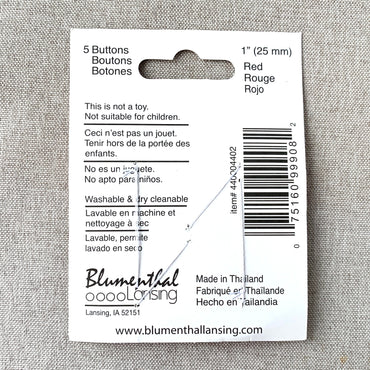 5 Buttons
Boutons
Botones
1" (25 mm)
Red
Rouge
Rojo
This is not a toy.
Not suitable for children.
Ceci n'est pas un jouet.
Tenir hors de la portée des
enfants.
No es un juguete.
No apto para niños.
Washable & dry cleanable
Lavable en machine et
nettoyage à sec
Lavable, permite
lavado en seco
item# 440004402
0 75160 99908 2
Blumenthal
Lansing
Lansing, IA 52151
Made in Thailand
Fabriqué en Thaïlande
Hecho en Tailandia
www.blumenthallansing.com